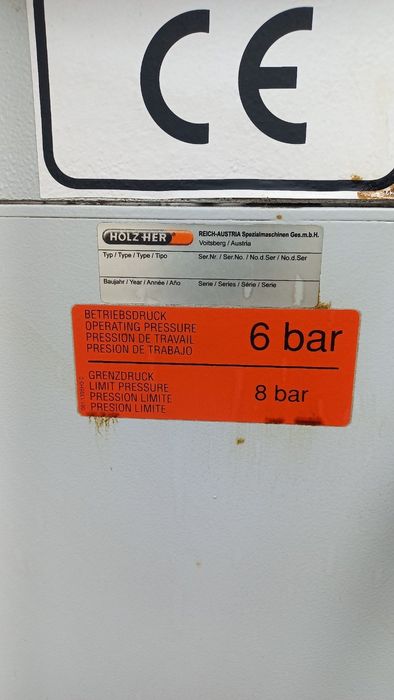 CE
HOLZ-HER
REICH-AUSTRIA Spezialmaschinen Ges.m.b.H.
Voitsberg / Austria
Typ / Type / Type / Tipo
Ser.Nr. / Ser.No. / No.d.Ser / No.d.Ser
Baujahr / Year / Année / Año
Serie / Series / Série / Serie
BETRIEBSDRUCK
OPERATING PRESSURE
PRESSION DE TRAVAIL
PRESION DE TRABAJO
6 bar
GRENZDRUCK
LIMIT PRESSURE
PRESSION LIMITE
PRESION LIMITE
8 bar